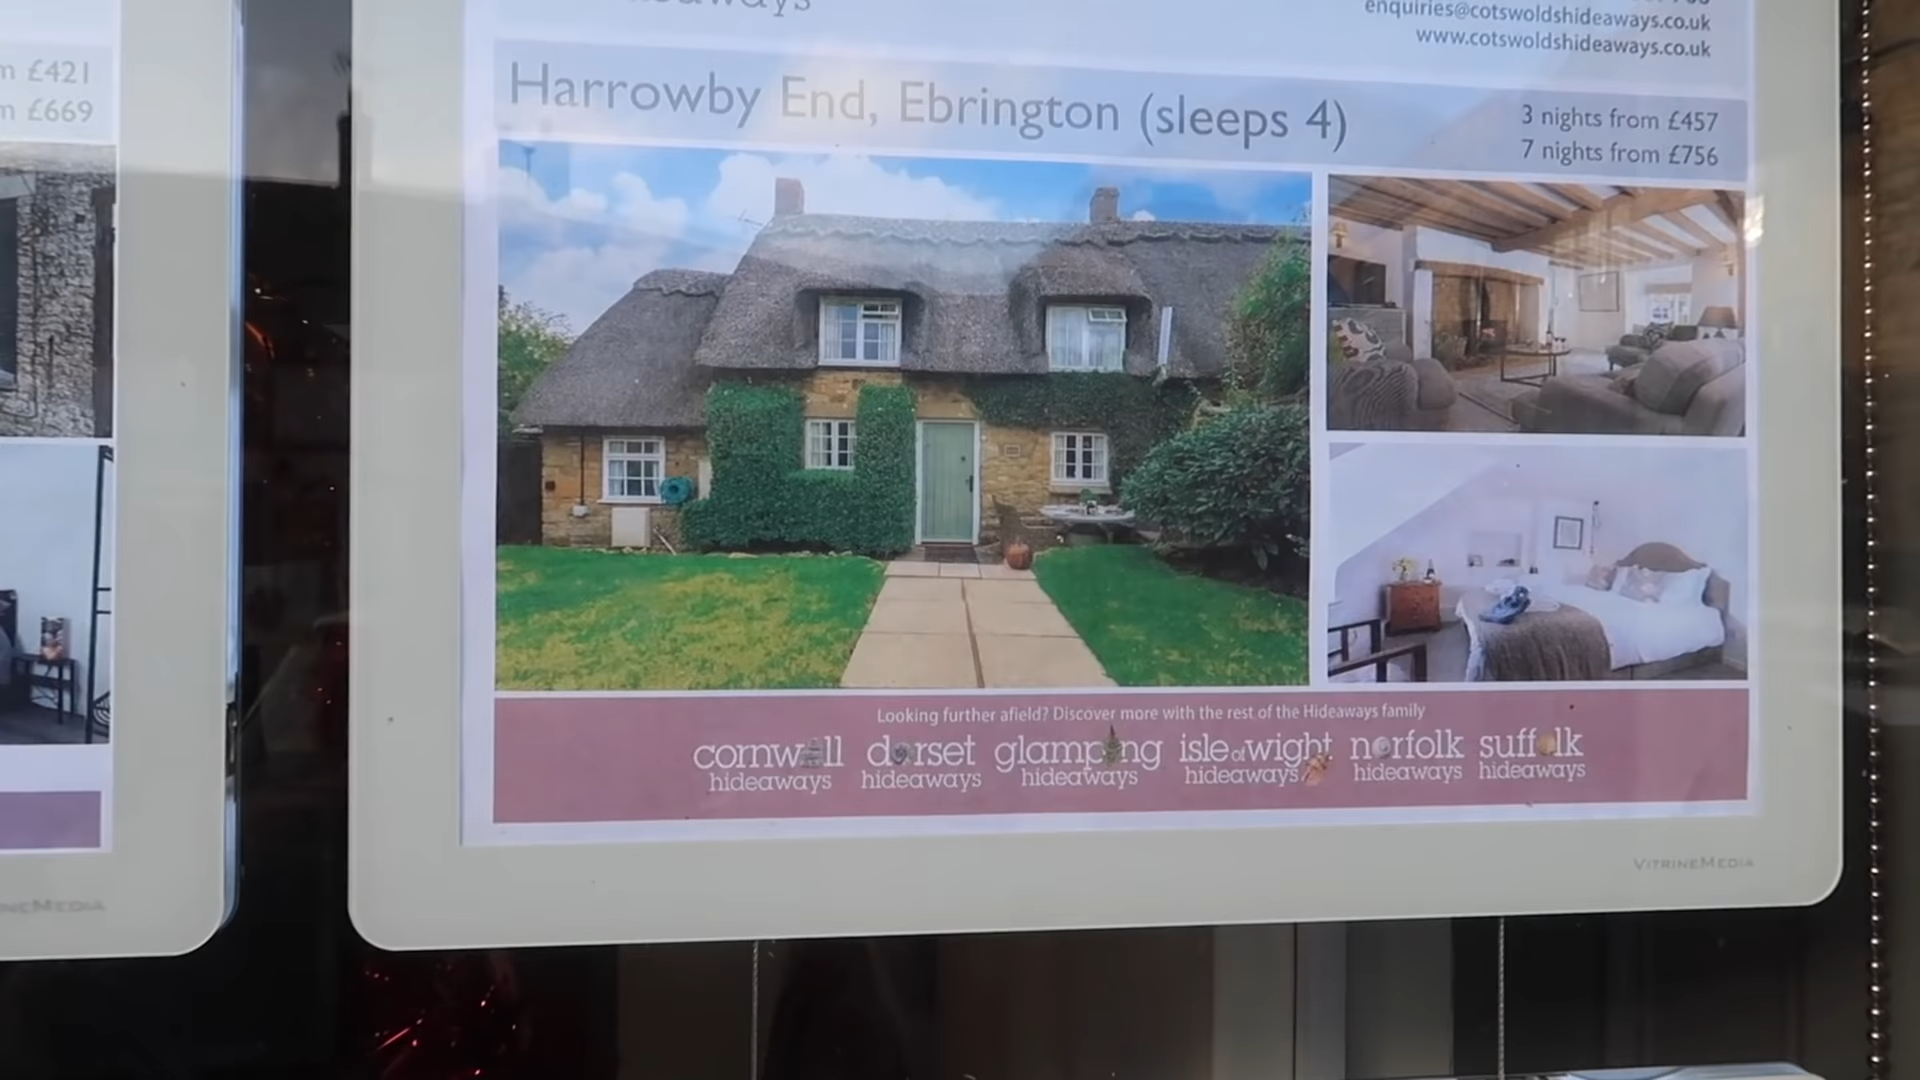 m £421
m £669
enquiries@cotswoldshideaways.co.uk
www.cotswoldshideaways.co.uk
Harrowby End, Ebrington (sleeps 4)
3 nights from £457
7 nights from £756
Looking further afield? Discover more with the rest of the Hideaways family
cornwall hideaways
dorset hideaways
glamping hideaways
isle of wight hideaways
norfolk hideaways
suffolk hideaways
VITRINEMEDIA
NEMEDIA